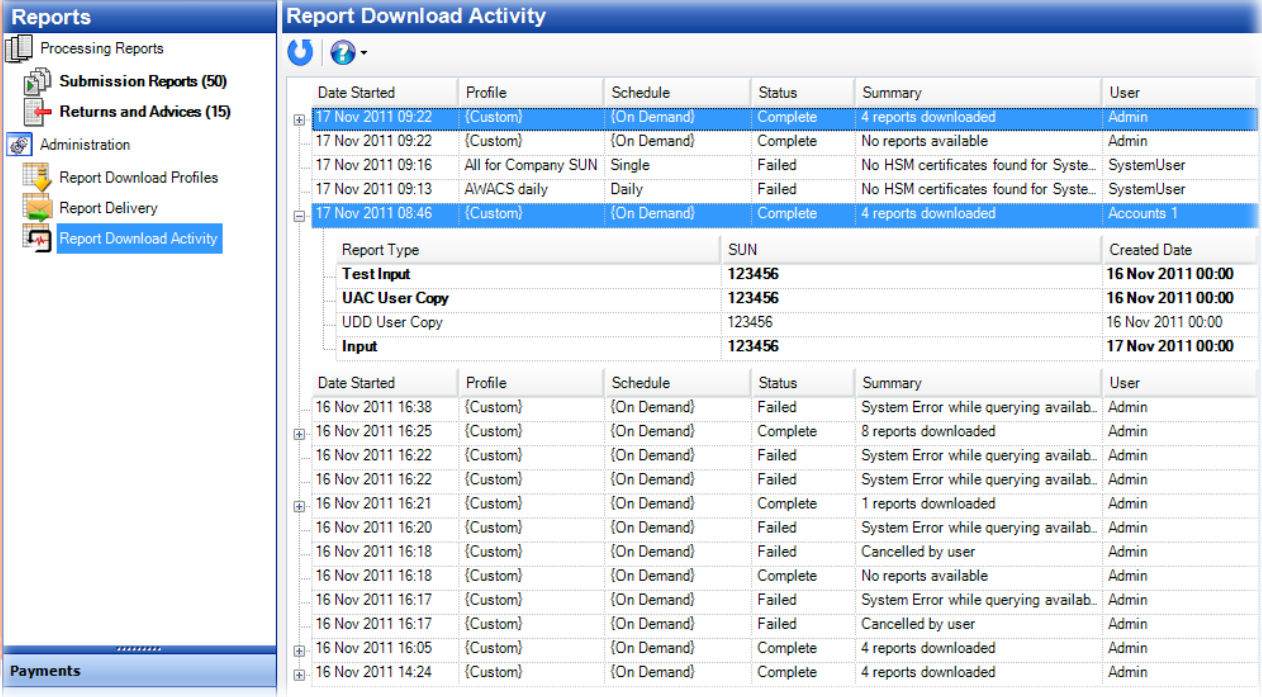 Reports
Processing Reports
Submission Reports (50)
Returns and Advices (15)
Administration
Report Download Profiles
Report Delivery
Report Download Activity
Payments
Report Download Activity
Date Started Profile Schedule Status Summary User
17 Nov 2011 09:22 {Custom} {On Demand} Complete 4 reports downloaded Admin
17 Nov 2011 09:22 {Custom} {On Demand} Complete No reports available Admin
17 Nov 2011 09:16 All for Company SUN Single Failed No HSM certificates found for Syste... SystemUser
17 Nov 2011 09:13 AWACS daily Daily Failed No HSM certificates found for Syste... SystemUser
17 Nov 2011 08:46 {Custom} {On Demand} Complete 4 reports downloaded Accounts 1
Report Type SUN Created Date
Test Input 123456 16 Nov 2011 00:00
UAC User Copy 123456 16 Nov 2011 00:00
UDD User Copy 123456 16 Nov 2011 00:00
Input 123456 17 Nov 2011 00:00
Date Started Profile Schedule Status Summary User
16 Nov 2011 16:38 {Custom} {On Demand} Failed System Error while querying availab... Admin
16 Nov 2011 16:25 {Custom} {On Demand} Complete 8 reports downloaded Admin
16 Nov 2011 16:22 {Custom} {On Demand} Failed System Error while querying availab... Admin
16 Nov 2011 16:22 {Custom} {On Demand} Failed System Error while querying availab... Admin
16 Nov 2011 16:21 {Custom} {On Demand} Complete 1 reports downloaded Admin
16 Nov 2011 16:20 {Custom} {On Demand} Failed System Error while querying availab... Admin
16 Nov 2011 16:18 {Custom} {On Demand} Failed Cancelled by user Admin
16 Nov 2011 16:18 {Custom} {On Demand} Complete No reports available Admin
16 Nov 2011 16:17 {Custom} {On Demand} Failed System Error while querying availab... Admin
16 Nov 2011 16:17 {Custom} {On Demand} Failed Cancelled by user Admin
16 Nov 2011 16:05 {Custom} {On Demand} Complete 4 reports downloaded Admin
16 Nov 2011 14:24 {Custom} {On Demand} Complete 4 reports downloaded Admin